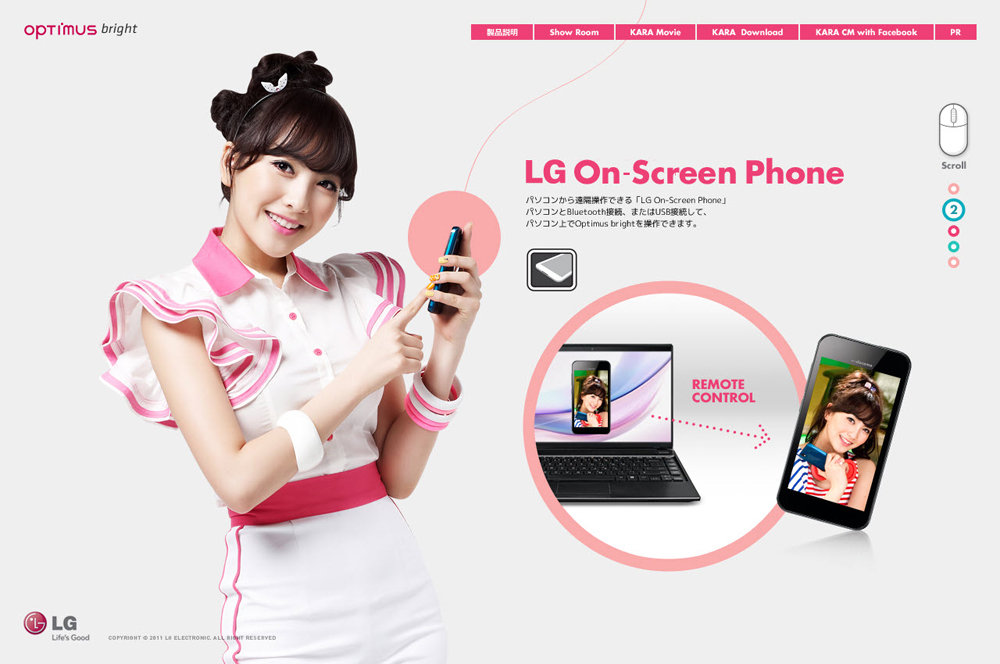 OPTIMUS bright
製品説明
Show Room
KARA Movie
KARA Download
KARA CM with Facebook
PR
Scroll
2
LG On-Screen Phone
パソコンから遠隔操作できる「LG On-Screen Phone」
パソコンとBluetooth接続、またはUSB接続して、
パソコン上でOptimus brightを操作できます。
REMOTE
CONTROL
LG
Life's Good
COPYRIGHT © 2011 LG ELECTRONIC. ALL RIGHT RESERVED